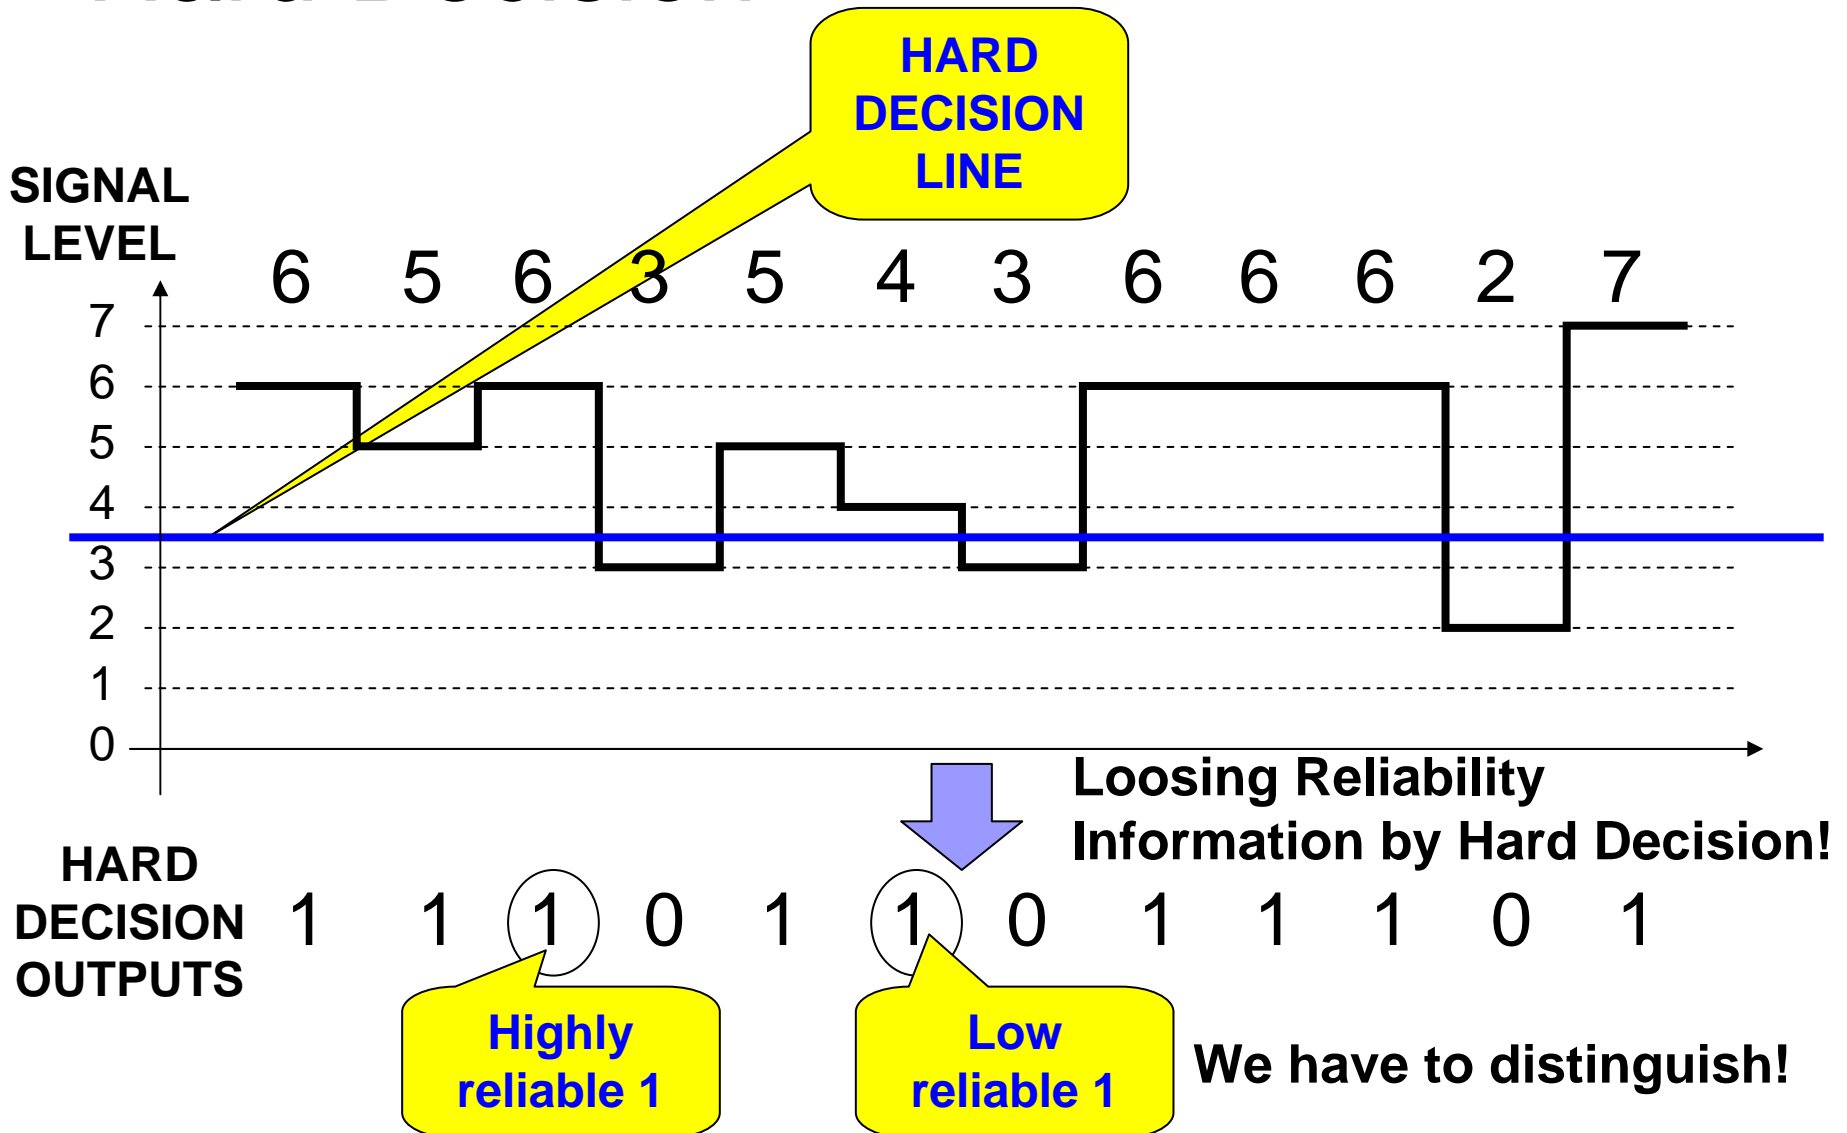 Hard Decision
HARD
DECISION
LINE
SIGNAL
LEVEL
6 5 6 3 5 4 3 6 6 6 2 7
7
6
5
4
3
2
1
0
Loosing Reliability
Information by Hard Decision!
HARD
DECISION
OUTPUTS
1 1 1 0 1 1 0 1 1 1 0 1
Highly
reliable 1
Low
reliable 1
We have to distinguish!